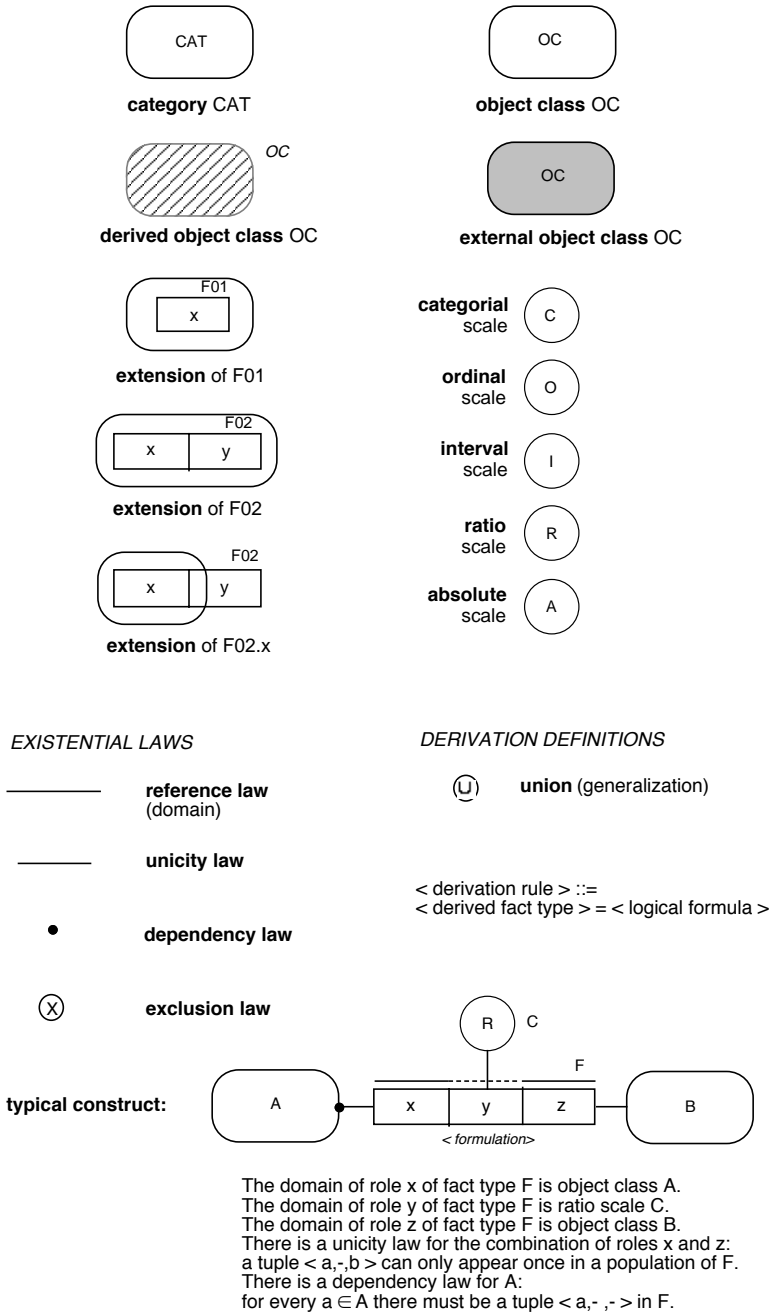 CAT
OC
category CAT
object class OC
OC
OC
derived object class OC
external object class OC
F01
x
extension of F01
categorial
scale
C
ordinal
scale
O
F02
x y
extension of F02
interval
scale
I
F02
x y
extension of F02.x
ratio
scale
R
absolute
scale
A
EXISTENTIAL LAWS
DERIVATION DEFINITIONS
reference law
(domain)
U union (generalization)
unicity law
< derivation rule > ::=
< derived fact type > = < logical formula >
dependency law
X exclusion law
R C
F
typical construct:
A x y z B
< formulation>
The domain of role x of fact type F is object class A.
The domain of role y of fact type F is ratio scale C.
The domain of role z of fact type F is object class B.
There is a unicity law for the combination of roles x and z:
a tuple < a,-,b > can only appear once in a population of F.
There is a dependency law for A:
for every a ∈ A there must be a tuple < a,- ,- > in F.